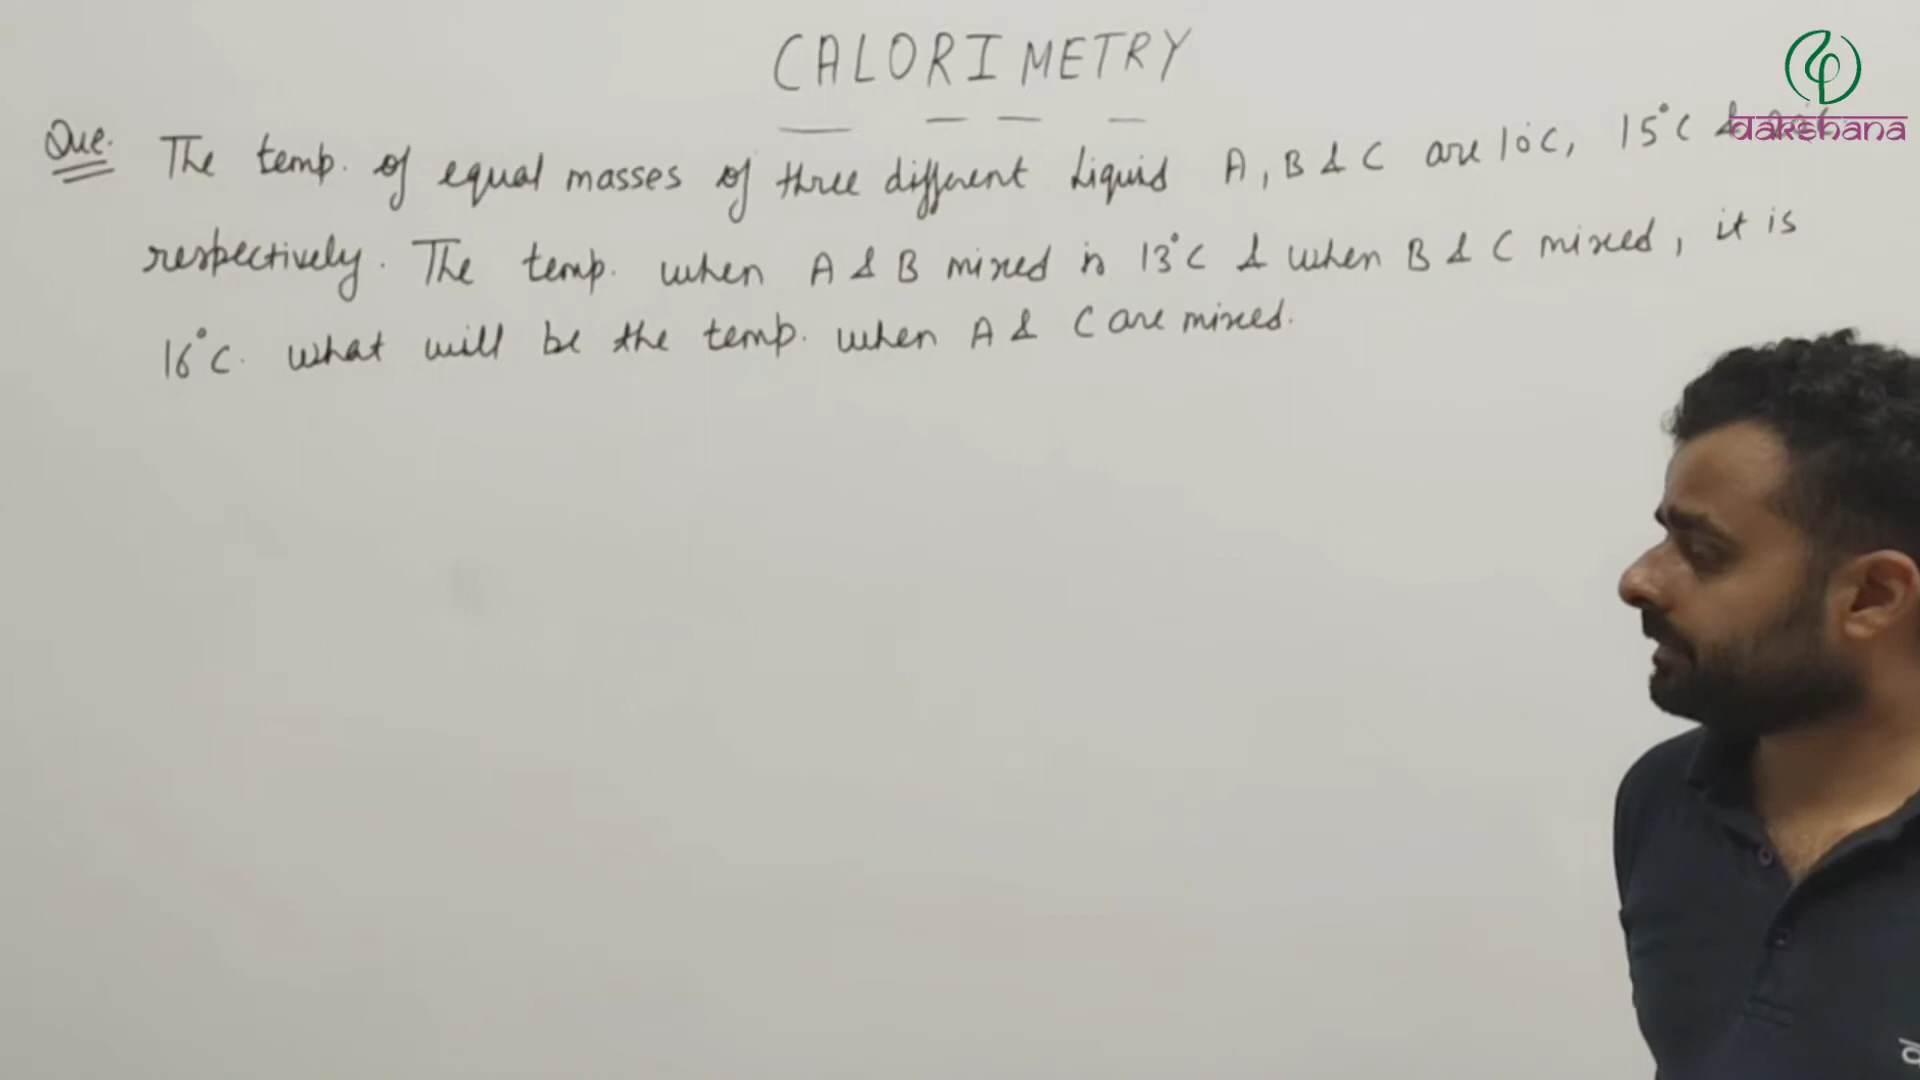 CALORIMETRY
dakshana
Que. The temp. of equal masses of three different Liquid A, B & C are 10°C, 15°C &
respectively. The temp. when A & B mixed is 13°C & when B & C mixed, it is
16°C. what will be the temp. when A & C are mixed.